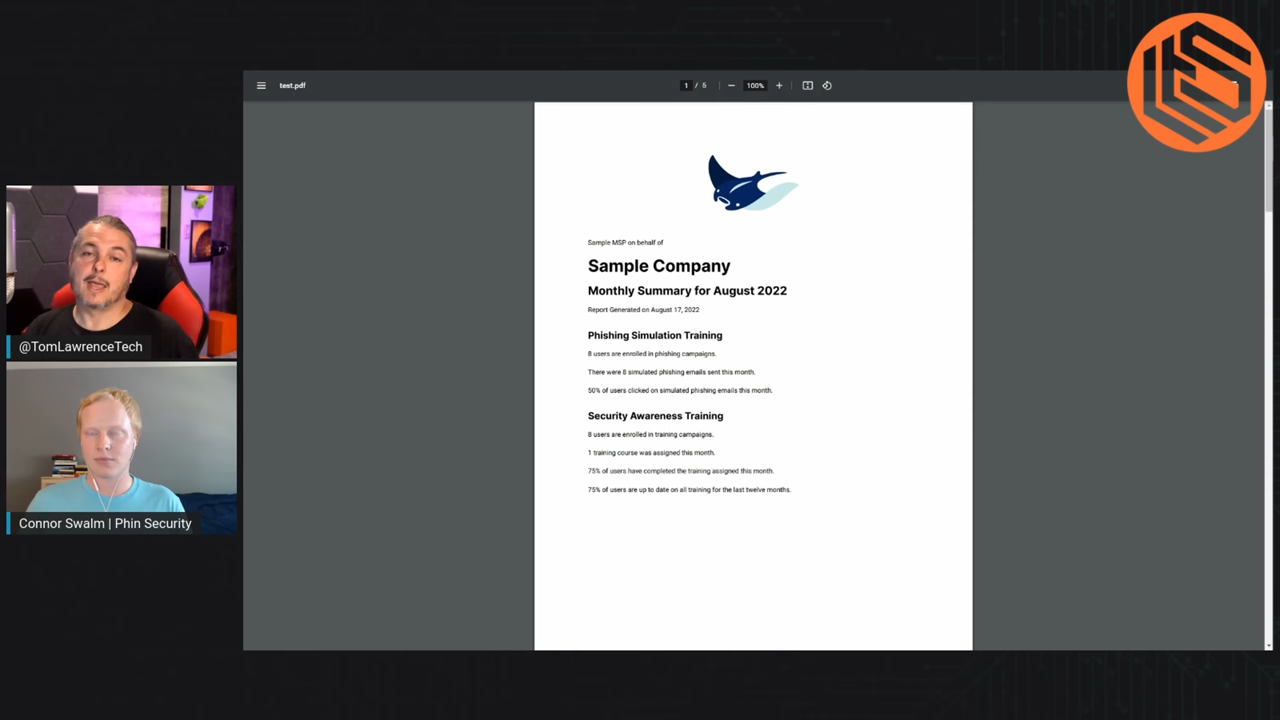 test.pdf
1 / 5
100%
Sample MSP on behalf of
Sample Company
Monthly Summary for August 2022
Report Generated on August 17, 2022
Phishing Simulation Training
8 users are enrolled in phishing campaigns.
There were 8 simulated phishing emails sent this month.
50% of users clicked on simulated phishing emails this month.
Security Awareness Training
8 users are enrolled in training campaigns.
1 training course was assigned this month.
75% of users have completed the training assigned this month.
75% of users are up to date on all training for the last twelve months.
@TomLawrenceTech
Connor Swalm | Phin Security